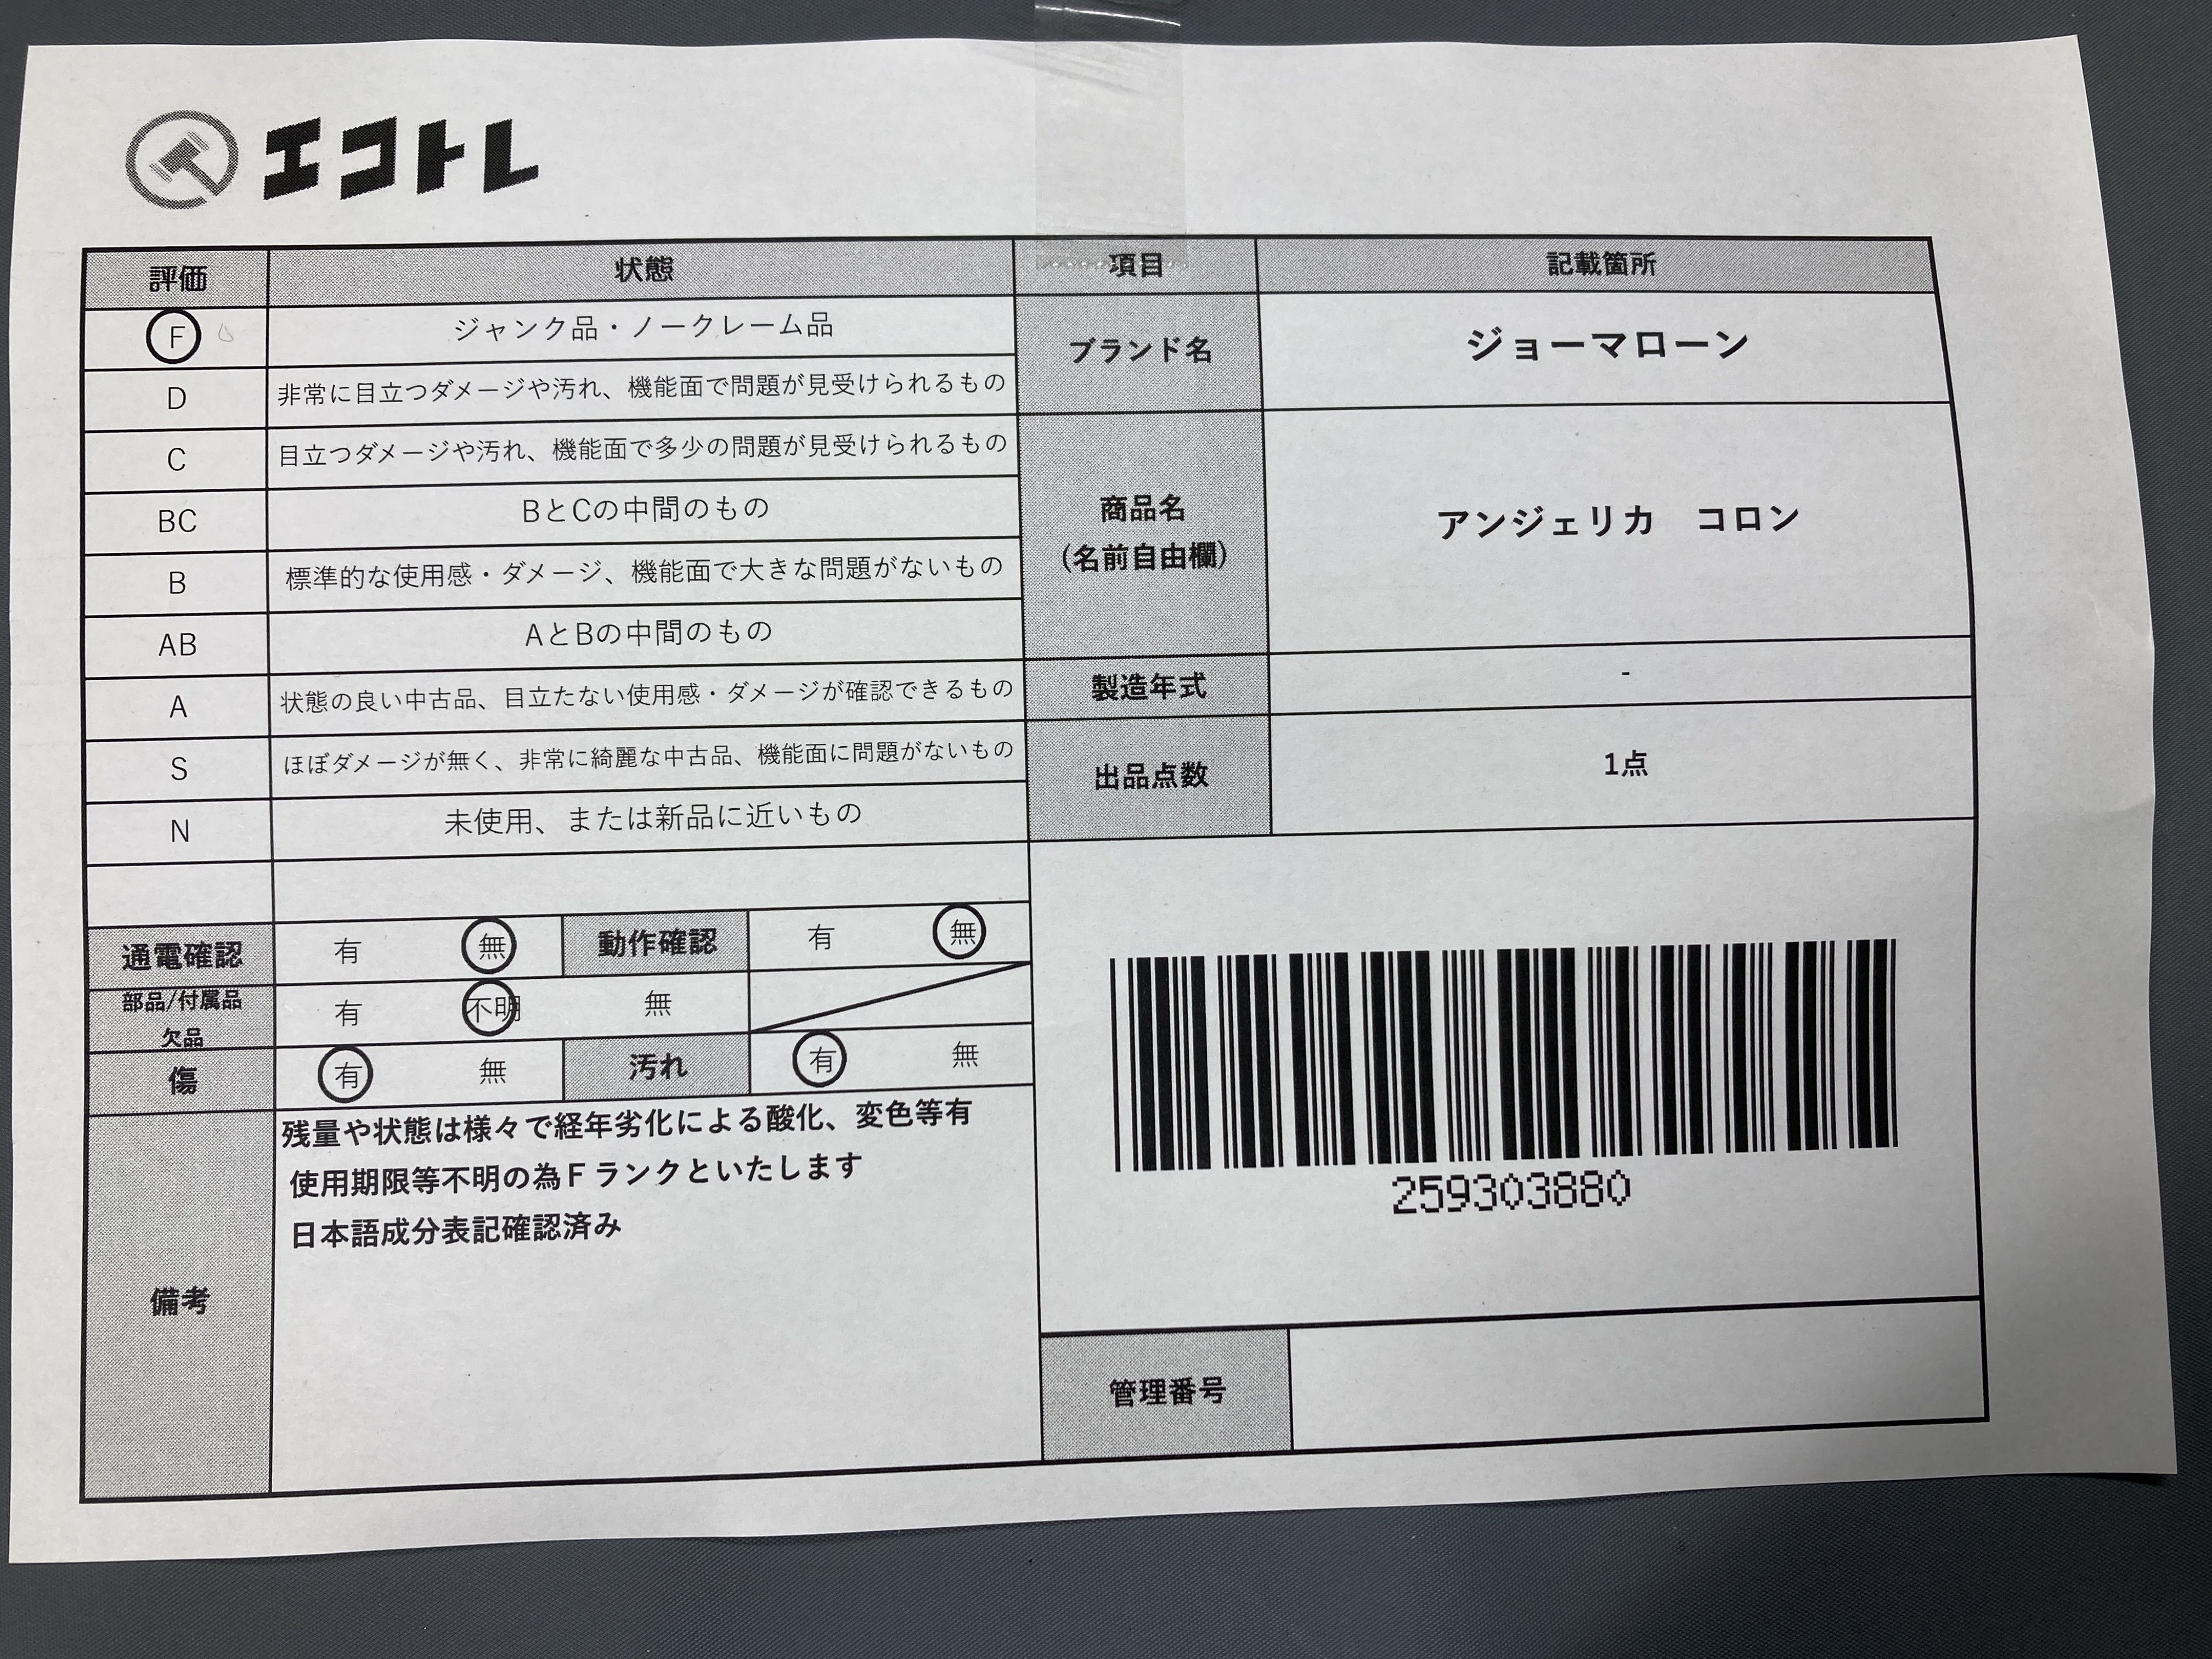 エコトレ
評価 状態 項目 記載箇所
F ジャンク品・ノークレーム品
D 非常に目立つダメージや汚れ、機能面で問題が見受けられるもの
C 目立つダメージや汚れ、機能面で多少の問題が見受けられるもの
BC BとCの中間のもの
B 標準的な使用感・ダメージ、機能面で大きな問題がないもの
AB AとBの中間のもの
A 状態の良い中古品、目立たない使用感・ダメージが確認できるもの
S ほぼダメージが無く、非常に綺麗な中古品、機能面に問題がないもの
N 未使用、または新品に近いもの
通電確認 有 無 動作確認 有 無
部品/付属品
欠品 有 不明 無
傷 有 無 汚れ 有 無
備考
残量や状態は様々で経年劣化による酸化、変色等有
使用期限等不明の為Fランクといたします
日本語成分表記確認済み
ブランド名 ジョーマローン
商品名
(名前自由欄)
アンジェリカ コロン
製造年式 -
出品点数 1点
259303880
管理番号